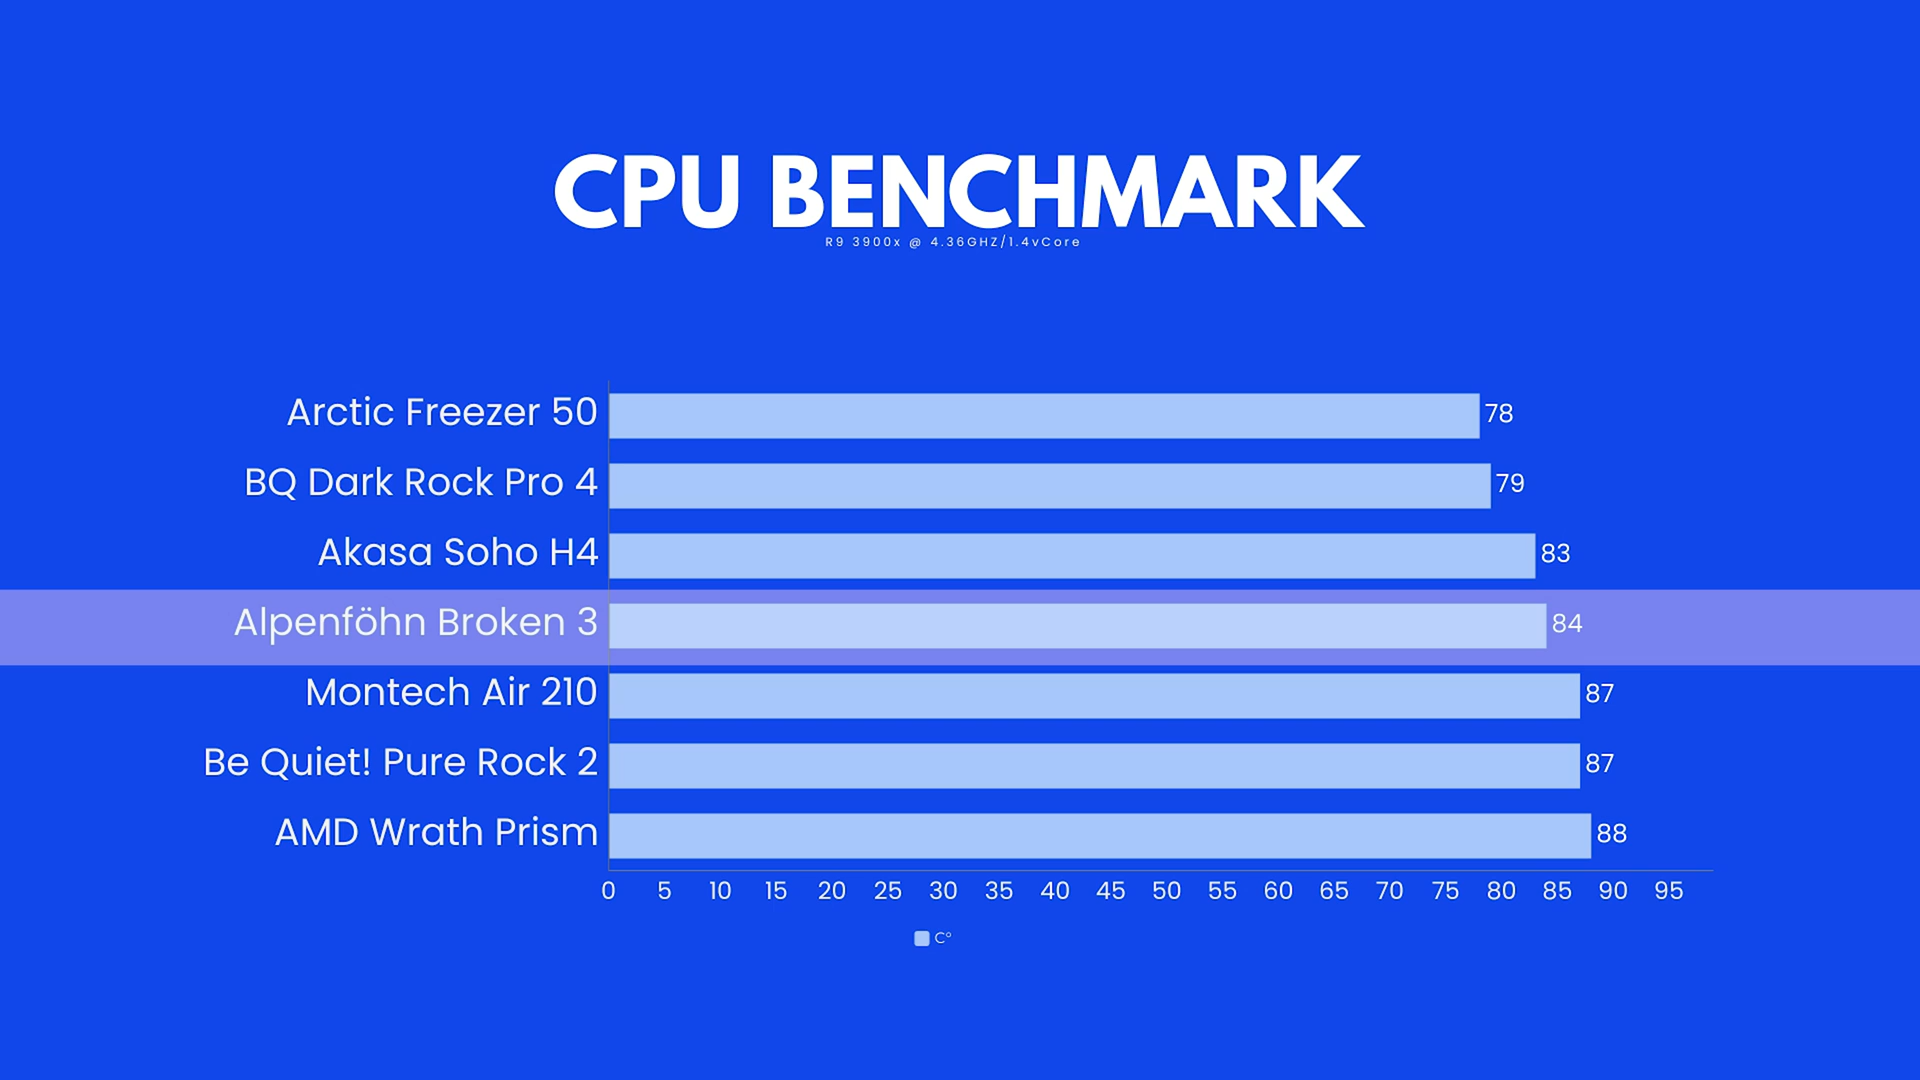 CPU BENCHMARK
R9 3900x @ 4.36GHZ/1.4vCore
Arctic Freezer 50 78
BQ Dark Rock Pro 4 79
Akasa Soho H4 83
Alpenföhn Broken 3 84
Montech Air 210 87
Be Quiet! Pure Rock 2 87
AMD Wrath Prism 88
0 5 10 15 20 25 30 35 40 45 50 55 60 65 70 75 80 85 90 95
C°